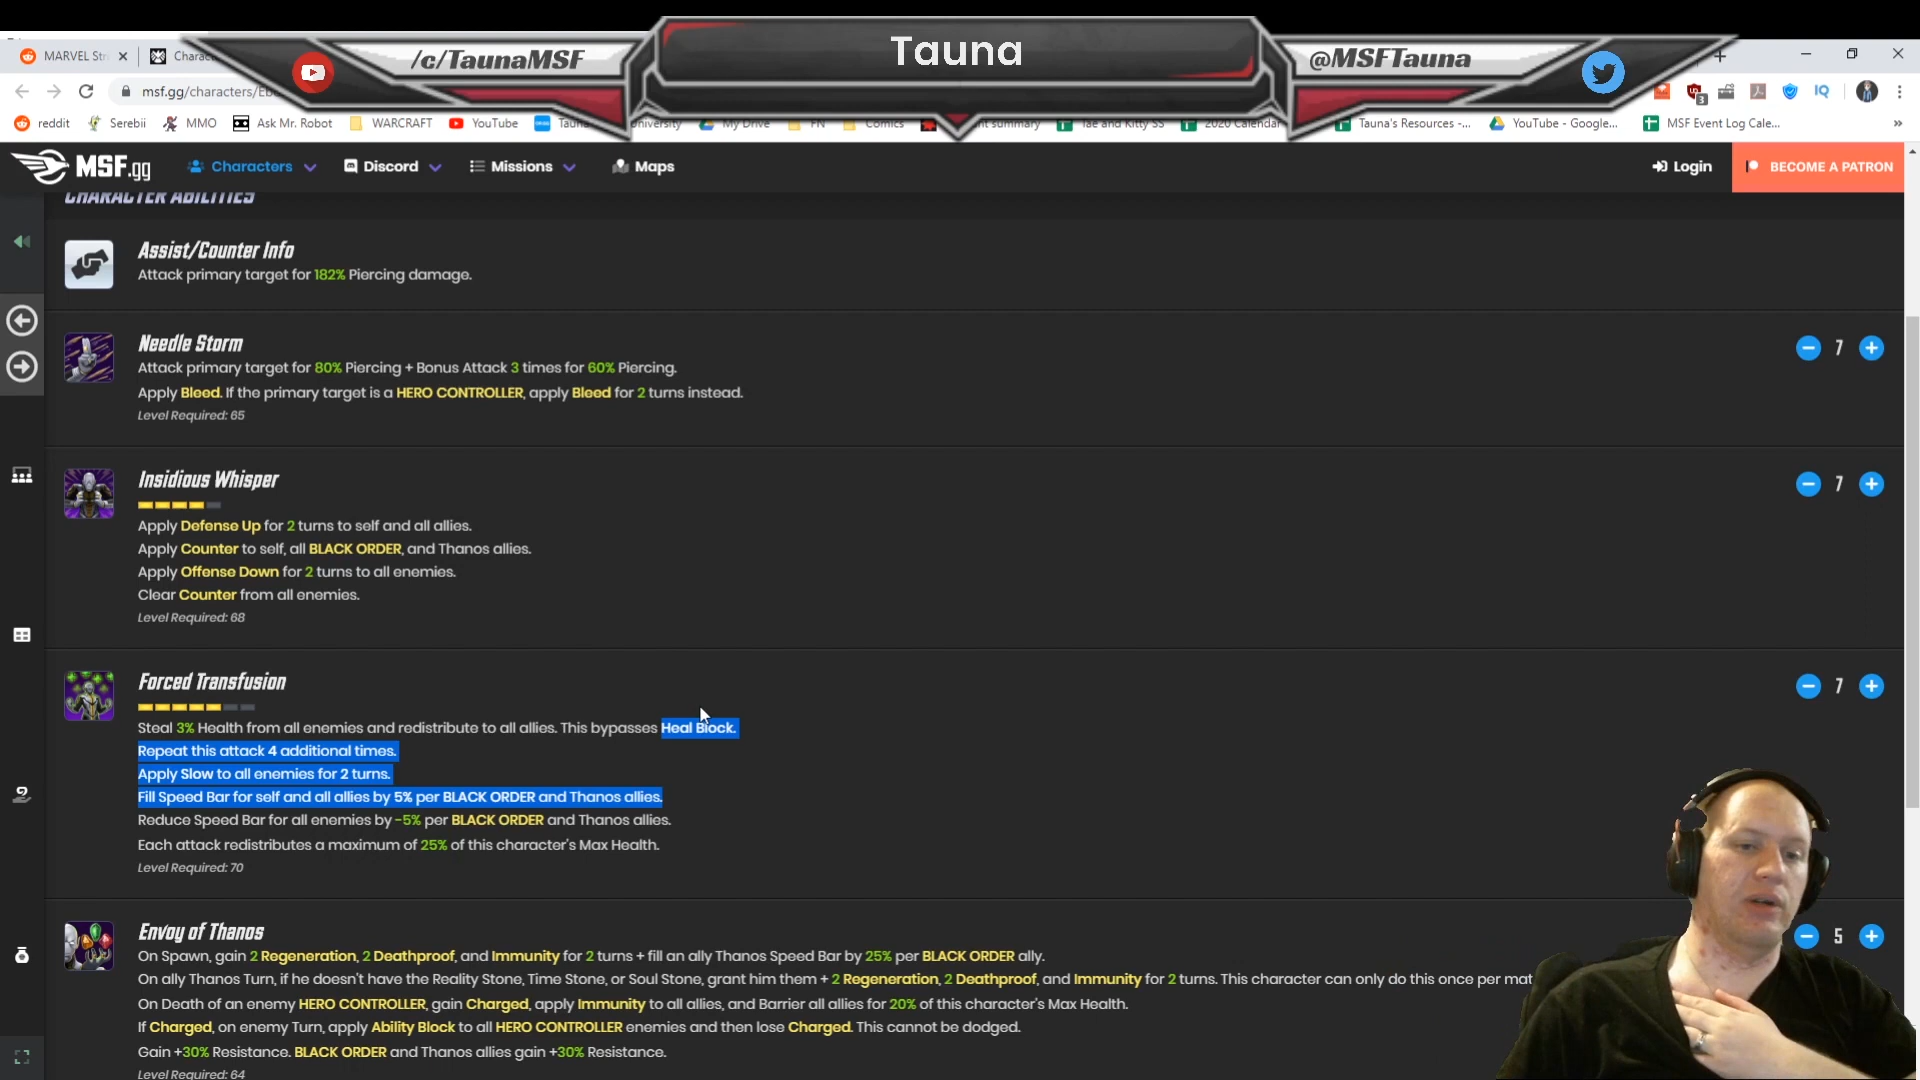 Tauna
/c/TaunaMSF
@MSFTauna
MARVEL Str
Charac
msf.gg/characters/Eb
3
IQ
reddit
Serebii
MMO
Ask Mr. Robot
WARCRAFT
YouTube
University
My Drive
FN
Comics
nt summary
Tae and Kitty SS
2020 Calendar
Tauna's Resources -...
YouTube - Google...
MSF Event Log Cale...
MSF.gg
Characters
Discord
Missions
Maps
Login
BECOME A PATRON
CHARACTER ABILITIES
Assist/Counter Info
Attack primary target for 182% Piercing damage.
Needle Storm
7
Attack primary target for 80% Piercing + Bonus Attack 3 times for 60% Piercing.
Apply Bleed. If the primary target is a HERO CONTROLLER, apply Bleed for 2 turns instead.
Level Required: 65
Insidious Whisper
7
Apply Defense Up for 2 turns to self and all allies.
Apply Counter to self, all BLACK ORDER, and Thanos allies.
Apply Offense Down for 2 turns to all enemies.
Clear Counter from all enemies.
Level Required: 68
Forced Transfusion
7
Steal 3% Health from all enemies and redistribute to all allies. This bypasses Heal Block.
Repeat this attack 4 additional times.
Apply Slow to all enemies for 2 turns.
Fill Speed Bar for self and all allies by 5% per BLACK ORDER and Thanos allies.
Reduce Speed Bar for all enemies by -5% per BLACK ORDER and Thanos allies.
Each attack redistributes a maximum of 25% of this character's Max Health.
Level Required: 70
Envoy of Thanos
5
On Spawn, gain 2 Regeneration, 2 Deathproof, and Immunity for 2 turns + fill an ally Thanos Speed Bar by 25% per BLACK ORDER ally.
On ally Thanos Turn, if he doesn't have the Reality Stone, Time Stone, or Soul Stone, grant him them + 2 Regeneration, 2 Deathproof, and Immunity for 2 turns. This character can only do this once per mat
On Death of an enemy HERO CONTROLLER, gain Charged, apply Immunity to all allies, and Barrier all allies for 20% of this character's Max Health.
If Charged, on enemy Turn, apply Ability Block to all HERO CONTROLLER enemies and then lose Charged. This cannot be dodged.
Gain +30% Resistance. BLACK ORDER and Thanos allies gain +30% Resistance.
Level Required: 64